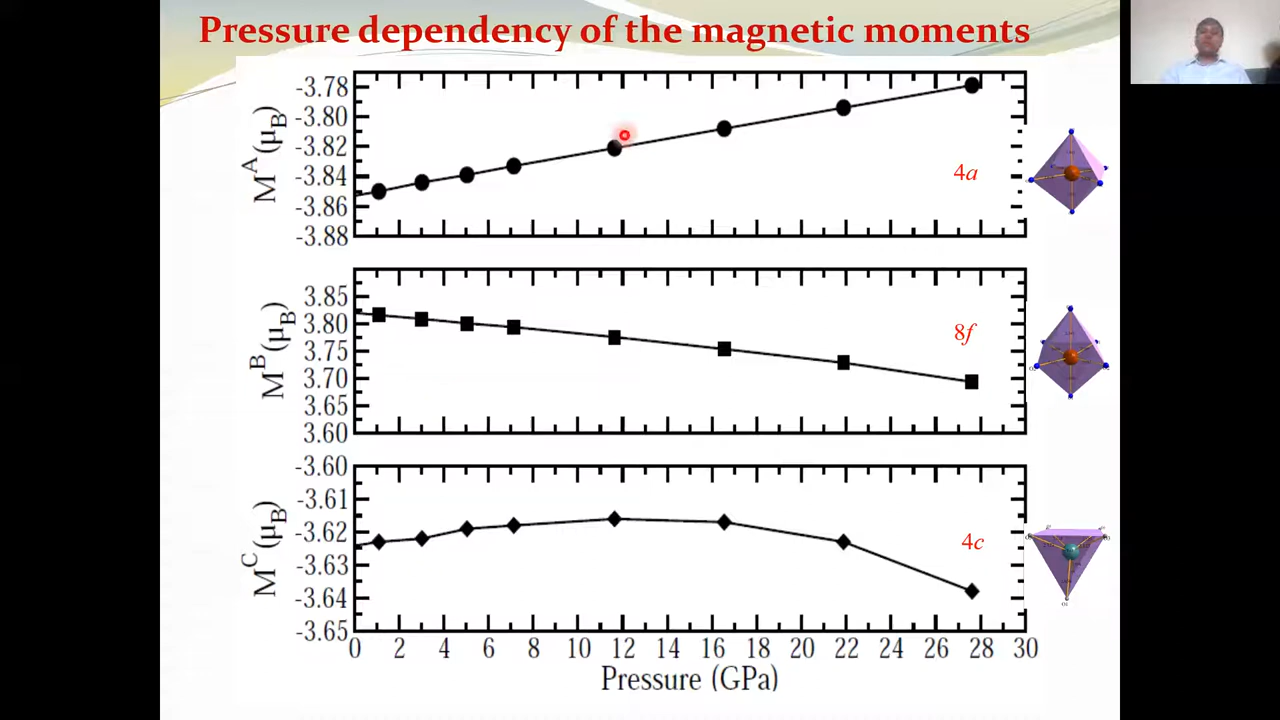 Pressure dependency of the magnetic moments
-3.78
-3.80
-3.82
-3.84
-3.86
-3.88
M^A (μ_B)
4a
3.85
3.80
3.75
3.70
3.65
3.60
M^B (μ_B)
8f
-3.60
-3.61
-3.62
-3.63
-3.64
-3.65
M^C (μ_B)
4c
0 2 4 6 8 10 12 14 16 18 20 22 24 26 28 30
Pressure (GPa)